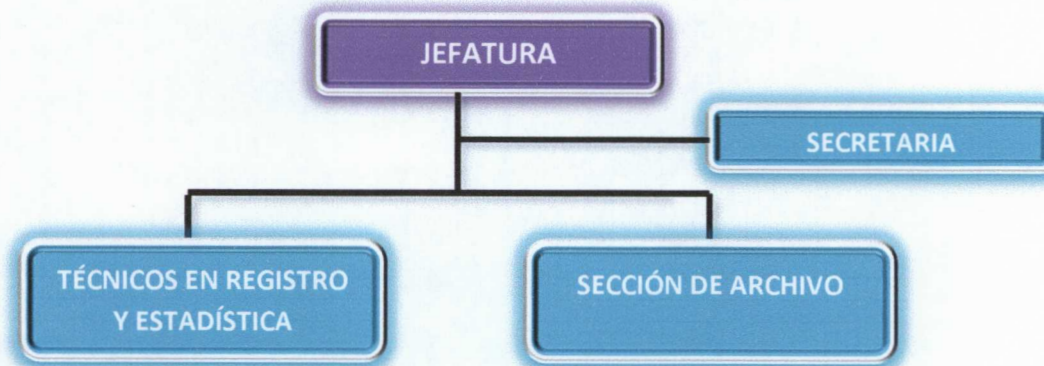 JEFATURA
SECRETARIA
TÉCNICOS EN REGISTRO
Y ESTADÍSTICA
SECCIÓN DE ARCHIVO